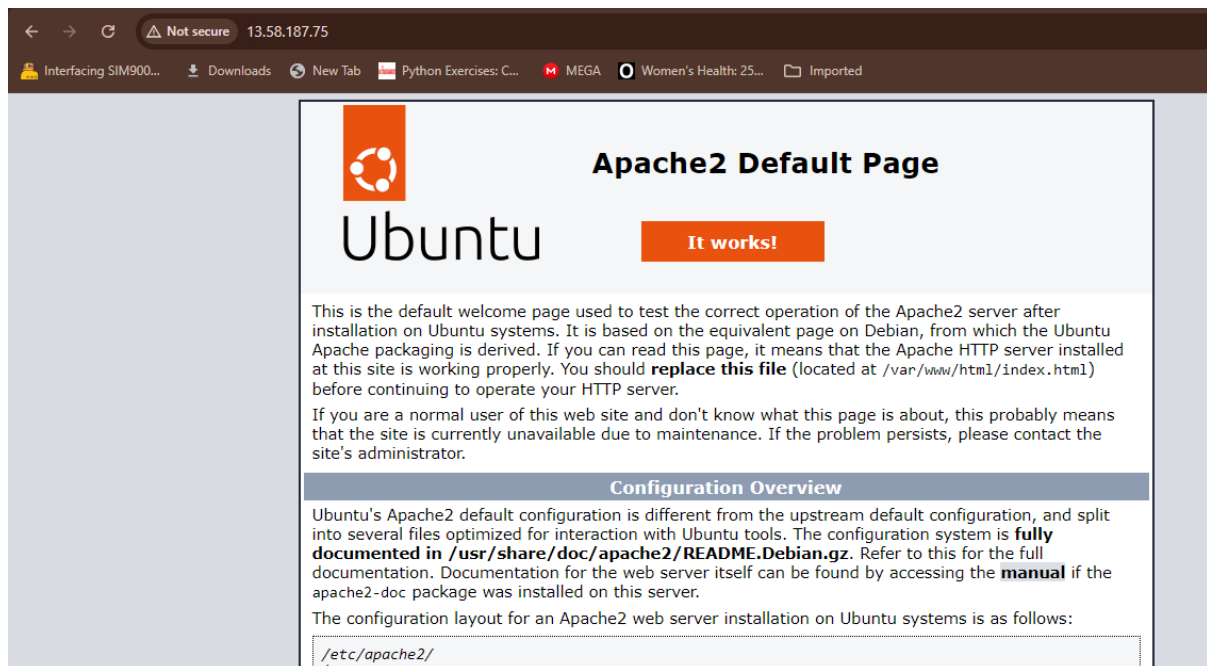 Not secure 13.58.187.75
Interfacing SIM900... Downloads New Tab Python Exercises: C... MEGA Women's Health: 25... Imported
Apache2 Default Page
Ubuntu
It works!
This is the default welcome page used to test the correct operation of the Apache2 server after
installation on Ubuntu systems. It is based on the equivalent page on Debian, from which the Ubuntu
Apache packaging is derived. If you can read this page, it means that the Apache HTTP server installed
at this site is working properly. You should replace this file (located at /var/www/html/index.html)
before continuing to operate your HTTP server.
If you are a normal user of this web site and don't know what this page is about, this probably means
that the site is currently unavailable due to maintenance. If the problem persists, please contact the
site's administrator.
Configuration Overview
Ubuntu's Apache2 default configuration is different from the upstream default configuration, and split
into several files optimized for interaction with Ubuntu tools. The configuration system is fully
documented in /usr/share/doc/apache2/README.Debian.gz. Refer to this for the full
documentation. Documentation for the web server itself can be found by accessing the manual if the
apache2-doc package was installed on this server.
The configuration layout for an Apache2 web server installation on Ubuntu systems is as follows:
/etc/apache2/